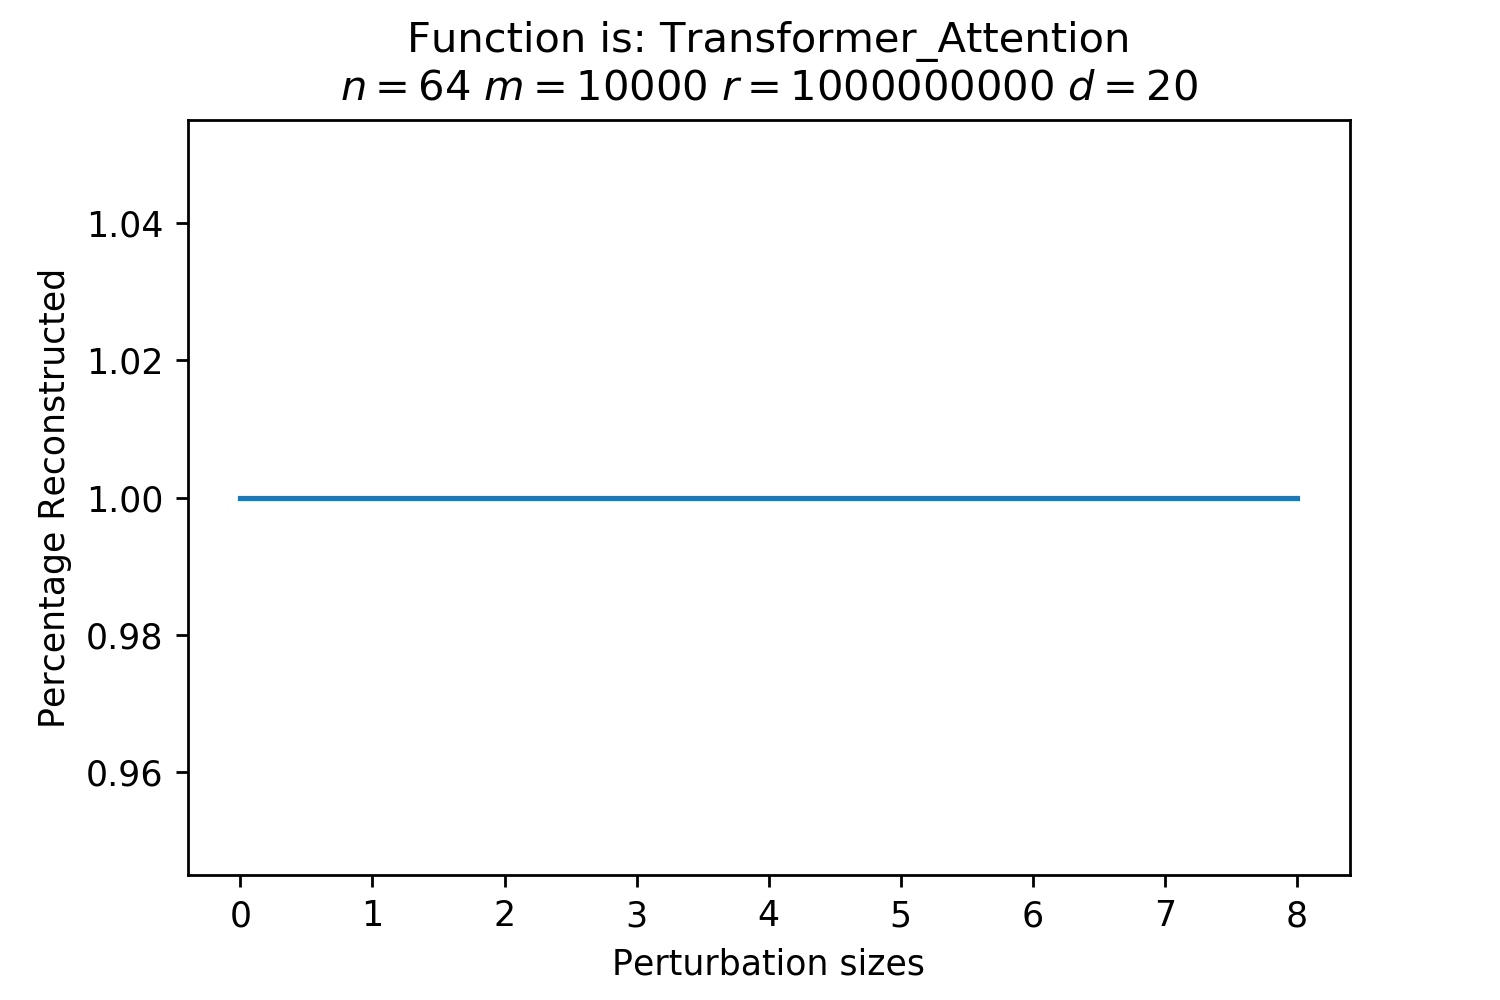 Function is: Transformer_Attention
n = 64 m = 10000 r = 1000000000 d = 20
Percentage Reconstructed
1.04
1.02
1.00
0.98
0.96
0 1 2 3 4 5 6 7 8
Perturbation sizes